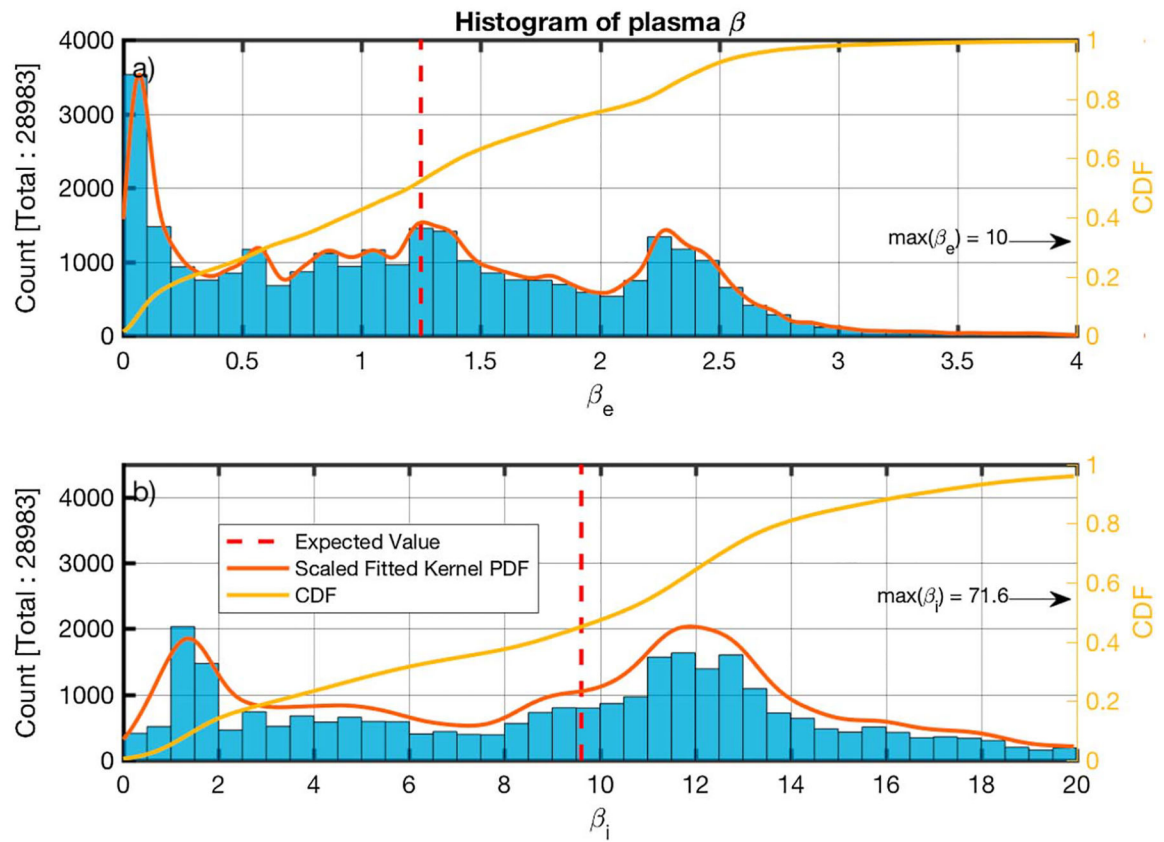 Histogram of plasma β
a)
4000
3000
2000
1000
0
Count [Total : 28983]
1
0.8
0.6
0.4
0.2
0
CDF
max(βe) = 10
0 0.5 1 1.5 2 2.5 3 3.5 4
βe
b)
4000
3000
2000
1000
0
Count [Total : 28983]
Expected Value
Scaled Fitted Kernel PDF
CDF
max(βi) = 71.6
1
0.8
0.6
0.4
0.2
0
CDF
0 2 4 6 8 10 12 14 16 18 20
βi